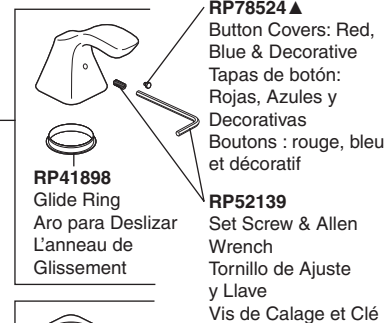 RP78524▲
Button Covers: Red,
Blue & Decorative
Tapas de botón:
Rojas, Azules y
Decorativas
Boutons : rouge, bleu
et décoratif
RP41898
Glide Ring
Aro para Deslizar
L'anneau de
Glissement
RP52139
Set Screw & Allen
Wrench
Tornillo de Ajuste
y Llave
Vis de Calage et Clé